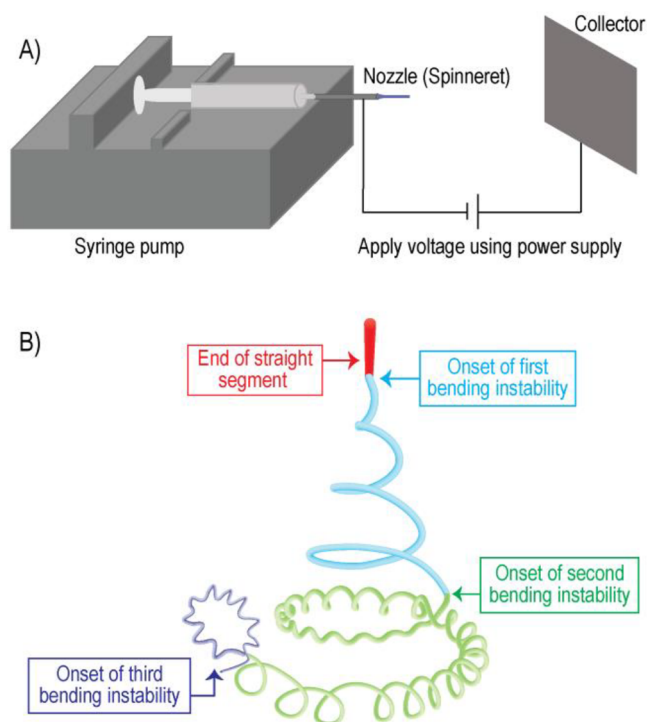 Collector
A)
Nozzle (Spinneret)
Syringe pump
Apply voltage using power supply
B)
End of straight
segment
Onset of first
bending instability
Onset of second
bending instability
Onset of third
bending instability